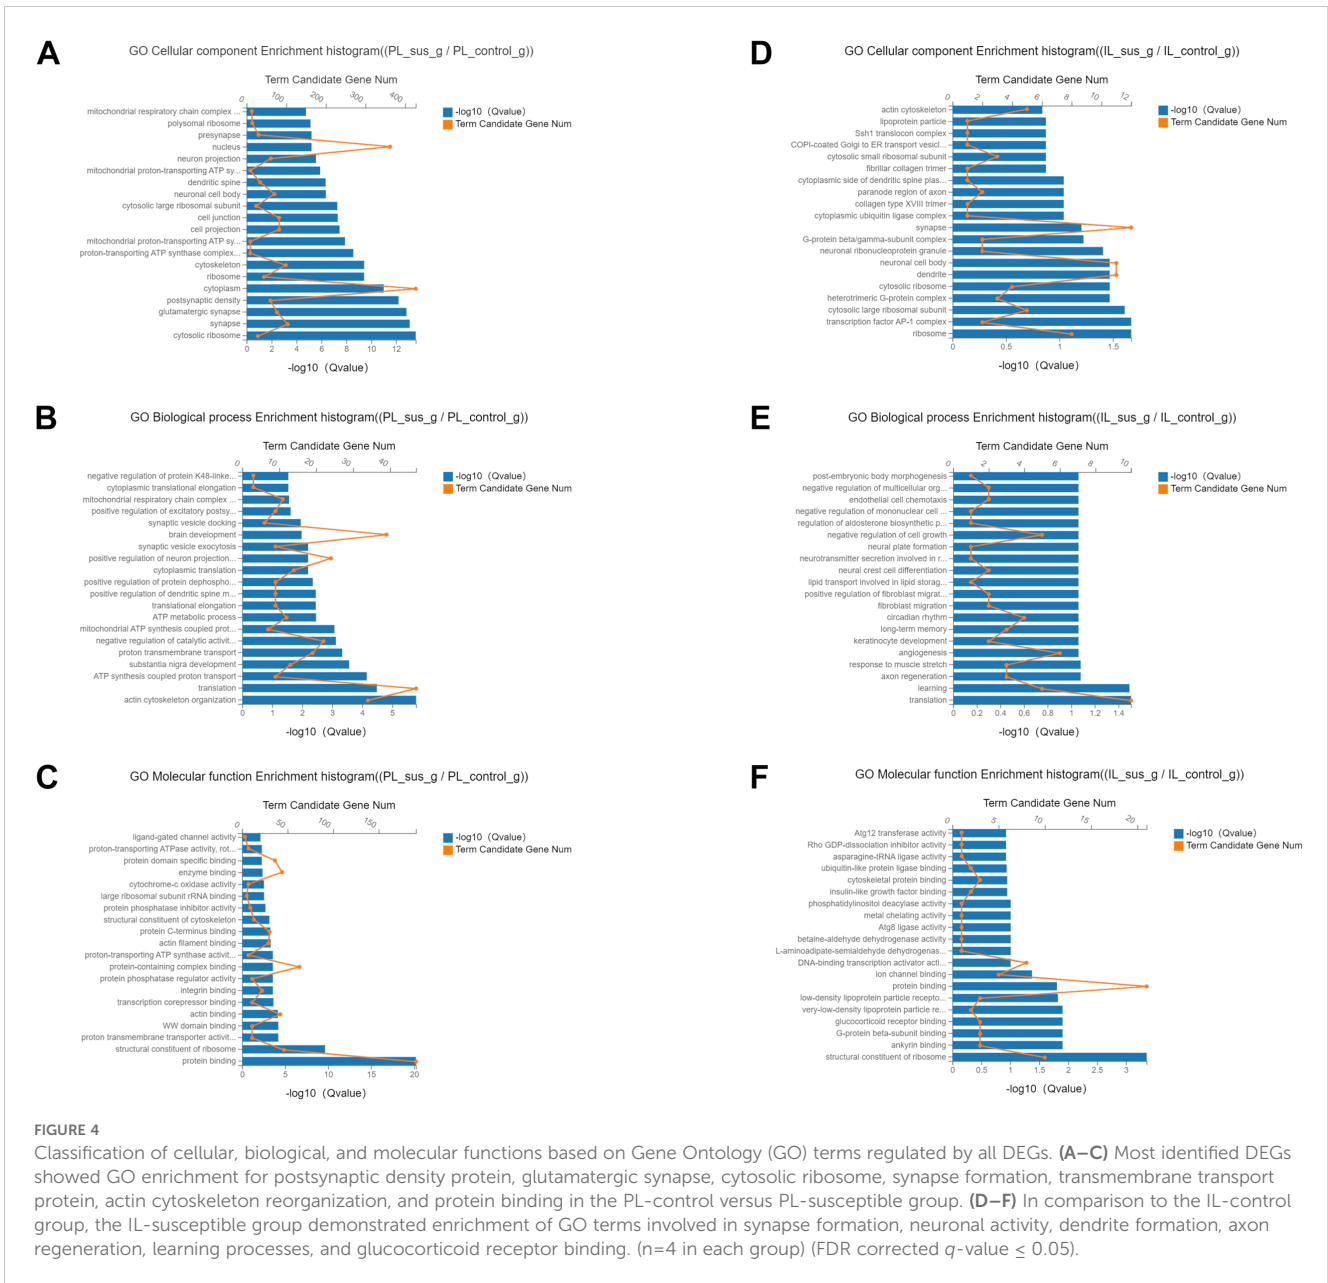 A
GO Cellular component Enrichment histogram((PL_sus_g / PL_control_g))
Term Candidate Gene Num
0 100 200 300 400
mitochondrial respiratory chain complex ...
polysomal ribosome
presynapse
nucleus
neuron projection
mitochondrial proton-transporting ATP sy...
dendritic spine
neuronal cell body
cytosolic large ribosomal subunit
cell junction
cell projection
mitochondrial proton-transporting ATP sy...
proton-transporting ATP synthase complex...
cytoskeleton
ribosome
cytoplasm
postsynaptic density
glutamatergic synapse
synapse
cytosolic ribosome
0 2 4 6 8 10 12
-log10 (Qvalue)
-log10 (Qvalue)
Term Candidate Gene Num
D
GO Cellular component Enrichment histogram((IL_sus_g / IL_control_g))
Term Candidate Gene Num
0 2 4 6 8 10 12
actin cytoskeleton
lipoprotein particle
Ssh1 translocon complex
COPI-coated Golgi to ER transport vesicl...
cytosolic small ribosomal subunit
fibrillar collagen trimer
cytoplasmic side of dendritic spine plas...
paranode region of axon
collagen type XVIII trimer
cytoplasmic ubiquitin ligase complex
synapse
G-protein beta/gamma-subunit complex
neuronal ribonucleoprotein granule
neuronal cell body
dendrite
cytosolic ribosome
heterotrimeric G-protein complex
cytosolic large ribosomal subunit
transcription factor AP-1 complex
ribosome
0 0.5 1 1.5
-log10 (Qvalue)
-log10 (Qvalue)
Term Candidate Gene Num
B
GO Biological process Enrichment histogram((PL_sus_g / PL_control_g))
Term Candidate Gene Num
0 10 20 30 40
negative regulation of protein K48-linke...
cytoplasmic translational elongation
mitochondrial respiratory chain complex ...
positive regulation of excitatory postsy...
synaptic vesicle docking
brain development
synaptic vesicle exocytosis
positive regulation of neuron projection...
cytoplasmic translation
positive regulation of protein dephospho...
positive regulation of dendritic spine m...
translational elongation
ATP metabolic process
mitochondrial ATP synthesis coupled prot...
negative regulation of catalytic activit...
proton transmembrane transport
substantia nigra development
ATP synthesis coupled proton transport
translation
actin cytoskeleton organization
0 1 2 3 4 5
-log10 (Qvalue)
-log10 (Qvalue)
Term Candidate Gene Num
E
GO Biological process Enrichment histogram((IL_sus_g / IL_control_g))
Term Candidate Gene Num
0 2 4 6 8 10
post-embryonic body morphogenesis
negative regulation of multicellular org...
endothelial cell chemotaxis
negative regulation of mononuclear cell ...
regulation of aldosterone biosynthetic p...
negative regulation of cell growth
neural plate formation
neurotransmitter secretion involved in r...
neural crest cell differentiation
lipid transport involved in lipid storag...
positive regulation of fibroblast migrat...
fibroblast migration
circadian rhythm
long-term memory
keratinocyte development
angiogenesis
response to muscle stretch
axon regeneration
learning
translation
0 0.2 0.4 0.6 0.8 1 1.2 1.4
-log10 (Qvalue)
-log10 (Qvalue)
Term Candidate Gene Num
C
GO Molecular function Enrichment histogram((PL_sus_g / PL_control_g))
Term Candidate Gene Num
0 50 100 150
ligand-gated channel activity
proton-transporting ATPase activity, rot...
protein domain specific binding
enzyme binding
cytochrome-c oxidase activity
large ribosomal subunit rRNA binding
protein phosphatase inhibitor activity
structural constituent of cytoskeleton
protein C-terminus binding
actin filament binding
proton-transporting ATP synthase activit...
protein-containing complex binding
protein phosphatase regulator activity
integrin binding
transcription corepressor binding
actin binding
WW domain binding
proton transmembrane transporter activit...
structural constituent of ribosome
protein binding
0 5 10 15 20
-log10 (Qvalue)
-log10 (Qvalue)
Term Candidate Gene Num
F
GO Molecular function Enrichment histogram((IL_sus_g / IL_control_g))
Term Candidate Gene Num
0 5 10 15 20
Atg12 transferase activity
Rho GDP-dissociation inhibitor activity
asparagine-tRNA ligase activity
ubiquitin-like protein ligase binding
cytoskeletal protein binding
insulin-like growth factor binding
phosphatidylinositol deacylase activity
metal chelating activity
Atg8 ligase activity
betaine-aldehyde dehydrogenase activity
L-aminoadipate-semialdehyde dehydrogenas...
DNA-binding transcription activator acti...
ion channel binding
protein binding
low-density lipoprotein particle recepto...
very-low-density lipoprotein particle re...
glucocorticoid receptor binding
G-protein beta-subunit binding
ankyrin binding
structural constituent of ribosome
0 0.5 1 1.5 2 2.5 3
-log10 (Qvalue)
-log10 (Qvalue)
Term Candidate Gene Num
FIGURE 4
Classification of cellular, biological, and molecular functions based on Gene Ontology (GO) terms regulated by all DEGs. (A–C) Most identified DEGs
showed GO enrichment for postsynaptic density protein, glutamatergic synapse, cytosolic ribosome, synapse formation, transmembrane transport
protein, actin cytoskeleton reorganization, and protein binding in the PL-control versus PL-susceptible group. (D–F) In comparison to the IL-control
group, the IL-susceptible group demonstrated enrichment of GO terms involved in synapse formation, neuronal activity, dendrite formation, axon
regeneration, learning processes, and glucocorticoid receptor binding. (n=4 in each group) (FDR corrected q-value ≤ 0.05).